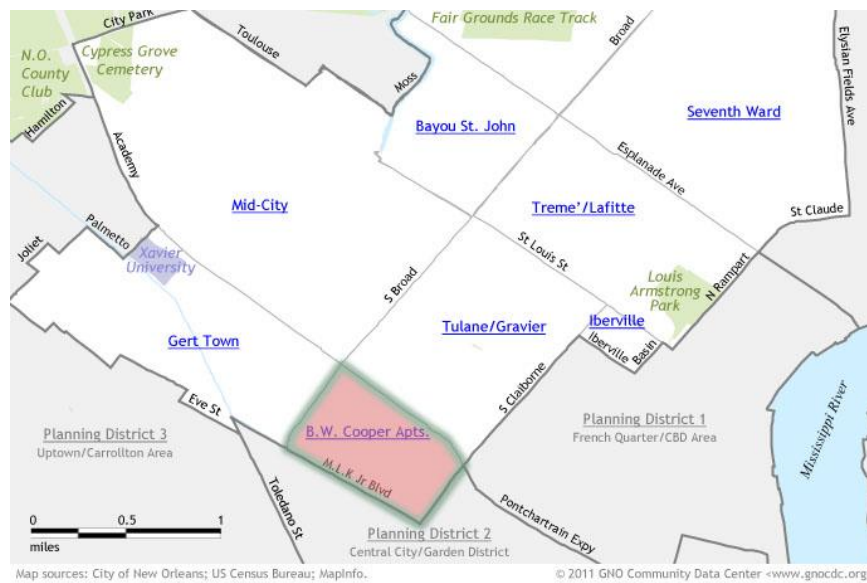 City Park
Fair Grounds Race Track
N.O.
County
Club
Cypress Grove
Cemetery
Toulouse
Moss
Broad
Elysian Fields Ave
Hamilton
Academy
Bayou St. John
Seventh Ward
Esplanade Ave
Mid-City
Treme'/Lafitte
St Claude
Joliet
Palmetto
Xavier
University
St Louis St
Louis
Armstrong
Park
N Rampart
S Broad
Gert Town
Tulane/Gravier
Iberville
Iberville
Basin
S Claiborne
Eve St
B.W. Cooper Apts.
M.L.K Jr Blvd
Planning District 3
Uptown/Carrollton Area
Planning District 1
French Quarter/CBD Area
Mississippi River
Toledano St
Pontchartrain Expy
Planning District 2
Central City/Garden District
0 0.5 1
miles
Map sources: City of New Orleans; US Census Bureau; MapInfo.
© 2011 GNO Community Data Center <www.gnocdc.org